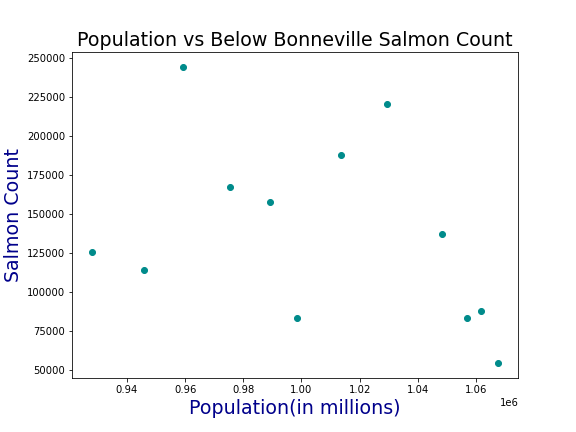 Population vs Below Bonneville Salmon Count
Salmon Count
250000
225000
200000
175000
150000
125000
100000
75000
50000
0.94 0.96 0.98 1.00 1.02 1.04 1.06
1e6
Population(in millions)